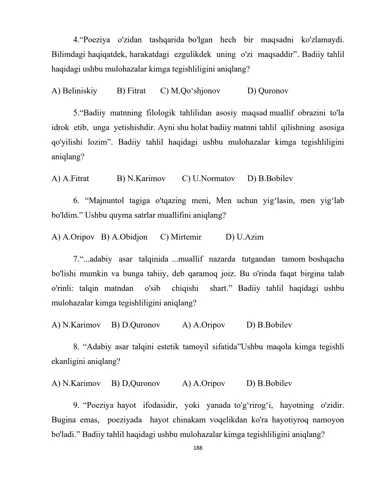 4.“Poeziya o'zidan tashqarida bo'lgan hech bir maqsadni ko'zlamaydi.
Bilimdagi haqiqatdek, harakatdagi ezgulikdek uning o'zi maqsaddir”. Badiiy tahlil
haqidagi ushbu mulohazalar kimga tegishliligini aniqlang?
A) Beliniskiy B) Fitrat C) M.Qo‘shjonov D) Quronov
5.“Badiiy matnning filologik tahlilidan asosiy maqsad muallif obrazini to'la
idrok etib, unga yetishishdir. Ayni shu holat badiiy matnni tahlil qilishning asosiga
qo'yilishi lozim”. Badiiy tahlil haqidagi ushbu mulohazalar kimga tegishliligini
aniqlang?
A) A.Fitrat B) N.Karimov C) U.Normatov D) B.Bobilev
6. “Majnuntol tagiga o'tqazing meni, Men uchun yig‘lasin, men yig‘lab
bo'ldim.” Ushbu quyma satrlar muallifini aniqlang?
A) A.Oripov B) A.Obidjon C) Mirtemir D) U.Azim
7.“...adabiy asar talqinida ...muallif nazarda tutgandan tamom boshqacha
bo'lishi mumkin va bunga tabiiy, deb qaramoq joiz. Bu o'rinda faqat birgina talab
o'rinli: talqin matndan o'sib chiqishi shart.” Badiiy tahlil haqidagi ushbu
mulohazalar kimga tegishliligini aniqlang?
A) N.Karimov B) D.Quronov A) A.Oripov D) B.Bobilev
8. “Adabiy asar talqini estetik tamoyil sifatida”Ushbu maqola kimga tegishli
ekanligini aniqlang?
A) N.Karimov B) D,Quronov A) A.Oripov D) B.Bobilev
9. “Poeziya hayot ifodasidir, yoki yanada to'g‘rirog‘i, hayotning o'zidir.
Bugina emas, poeziyada hayot chinakam voqelikdan ko'ra hayotiyroq namoyon
bo'ladi.” Badiiy tahlil haqidagi ushbu mulohazalar kimga tegishliligini aniqlang?
188